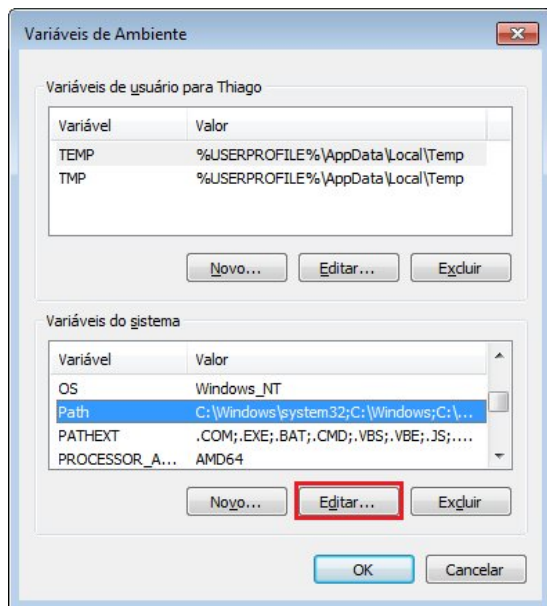 Variáveis de Ambiente
Variáveis de usuário para Thiago
Variável Valor
TEMP %USERPROFILE%\AppData\Local\Temp
TMP %USERPROFILE%\AppData\Local\Temp
Novo... Editar... Excluir
Variáveis do sistema
Variável Valor
OS Windows_NT
Path C:\Windows\system32;C:\Windows;C:\...
PATHEXT .COM;.EXE;.BAT;.CMD;.VBS;.VBE;.JS;....
PROCESSOR_A... AMD64
Novo... Editar... Excluir
OK Cancelar